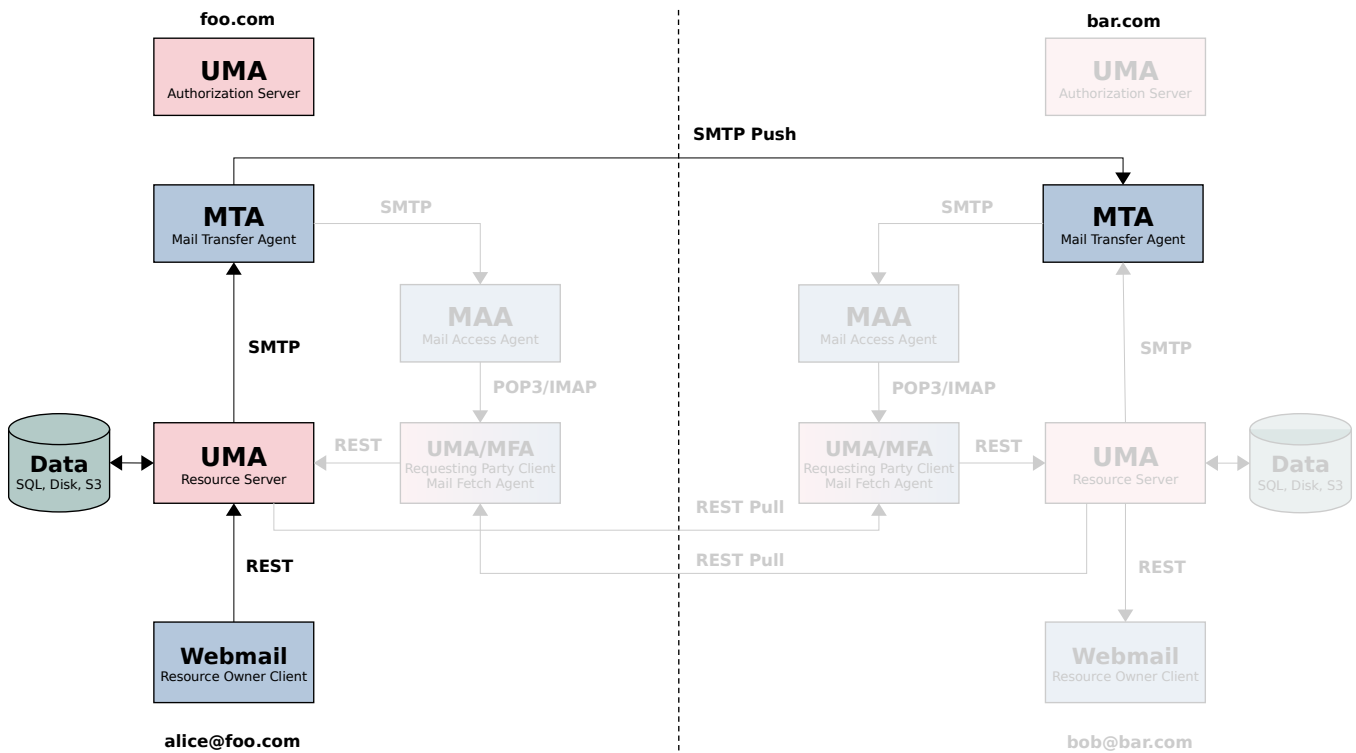 foo.com
bar.com
UMA
Authorization Server
UMA
Authorization Server
SMTP Push
MTA
Mail Transfer Agent
SMTP
SMTP
MTA
Mail Transfer Agent
MAA
Mail Access Agent
MAA
Mail Access Agent
SMTP
SMTP
POP3/IMAP
POP3/IMAP
Data
SQL, Disk, S3
UMA
Resource Server
REST
UMA/MFA
Requesting Party Client
Mail Fetch Agent
UMA/MFA
Requesting Party Client
Mail Fetch Agent
REST
UMA
Resource Server
Data
SQL, Disk, S3
REST Pull
REST Pull
REST
REST
Webmail
Resource Owner Client
Webmail
Resource Owner Client
alice@foo.com
bob@bar.com